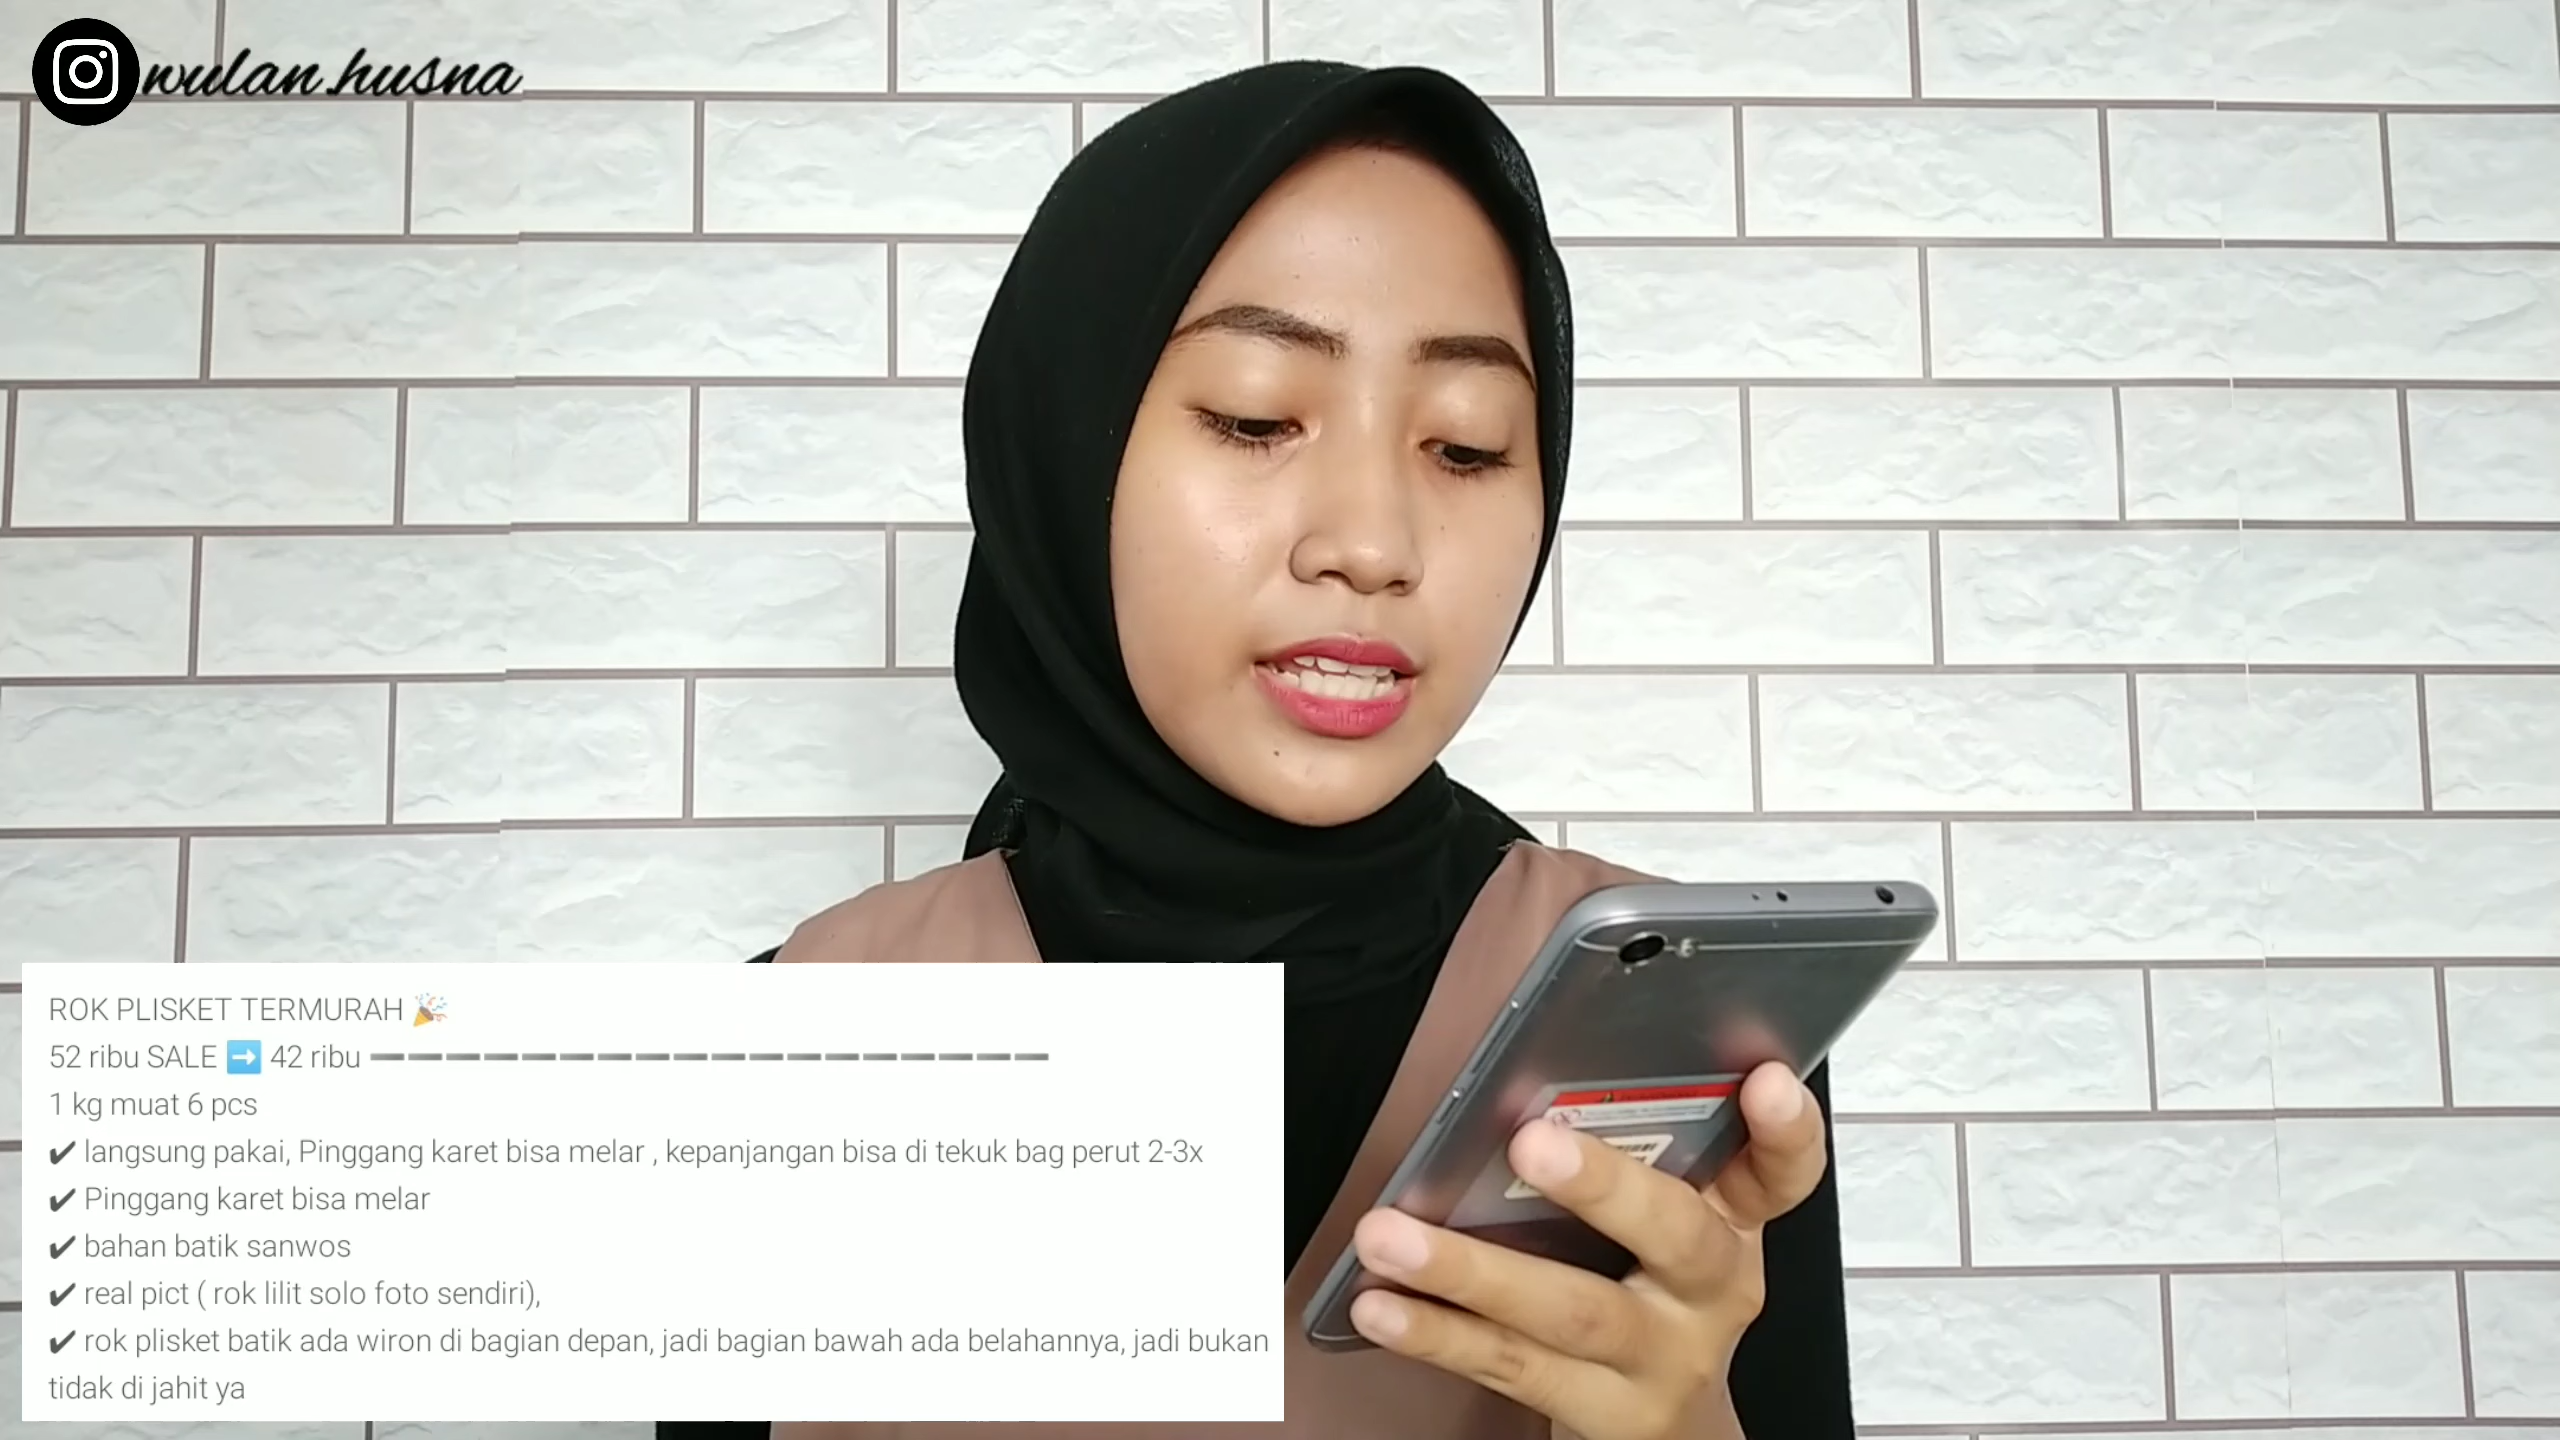 wulan.husna
ROK PLISKET TERMURAH 🎉
52 ribu SALE ➡️ 42 ribu ➖➖➖➖➖➖➖➖➖➖➖➖➖➖➖➖➖➖
1 kg muat 6 pcs
✔ langsung pakai, Pinggang karet bisa melar , kepanjangan bisa di tekuk bag perut 2-3x
✔ Pinggang karet bisa melar
✔ bahan batik sanwos
✔ real pict ( rok lilit solo foto sendiri),
✔ rok plisket batik ada wiron di bagian depan, jadi bagian bawah ada belahannya, jadi bukan
tidak di jahit ya